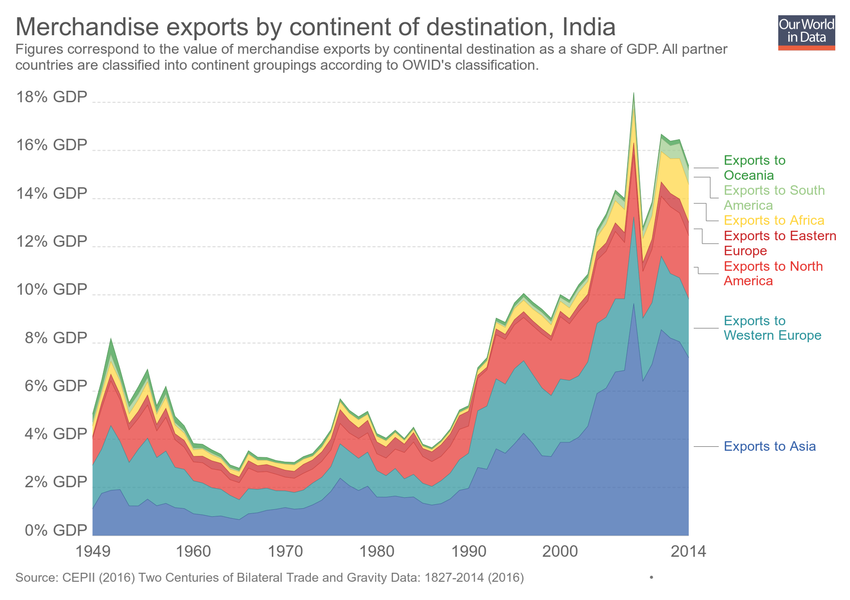 Merchandise exports by continent of destination, India
Our World
in Data
Figures correspond to the value of merchandise exports by continental destination as a share of GDP. All partner
countries are classified into continent groupings according to OWID's classification.
18% GDP
16% GDP
14% GDP
12% GDP
10% GDP
8% GDP
6% GDP
4% GDP
2% GDP
0% GDP
1949
1960
1970
1980
1990
2000
2014
Exports to
Oceania
Exports to South
America
Exports to Africa
Exports to Eastern
Europe
Exports to North
America
Exports to
Western Europe
Exports to Asia
Source: CEPII (2016) Two Centuries of Bilateral Trade and Gravity Data: 1827-2014 (2016)
•